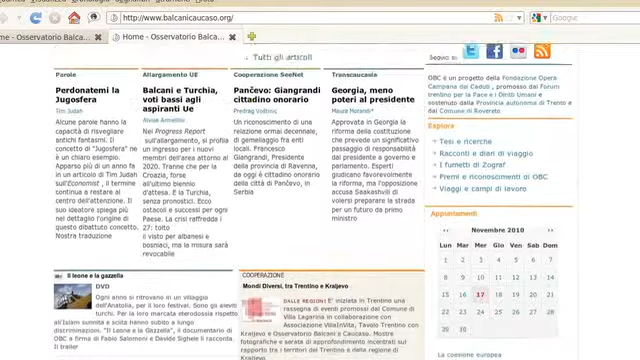 http://www.balcanicaucaso.org/
Google
me - Osservatorio Balca...
Home - Osservatorio Balca...
Tutti gli articoli
Seguici su
Parole
Perdonatemi la Jugosfera
Tim Judah
Alcune parole hanno la
capacità di risvegliare
antichi fantasmi. Il
concetto di "Jugosfera" ne
è un chiaro esempio.
Apparso più di un anno fa
in un articolo di Tim Judah
sull'Economist , il termine
continua a restare al
centro dell'attenzione. Il
suo ideatore spiega più
nel dettaglio l'origine di
questo dibattuto concetto.
Nostra traduzione
Allargamento UE
Balcani e Turchia,
voti bassi agli
aspiranti Ue
Nei Progress Report
sull'allargamento, si profila
un ingresso per i nuovi
membri dell'area attorno al
2020. Tranne che per la
Croazia, forse
all'ultimo biennio
d'attesa. E la Turchia,
senza pronostici. Ecco
ostacoli e successi per ogni
Paese. La crisi raffredda i
27: tolto
il visto per albanesi e
bosniaci, ma la misura sarà
revocabile
Cooperazione SeeNet
Pančevo: Giangrandi
cittadino onorario
Un riconoscimento di una
relazione ormai decennale,
di gemellaggio fra enti
locali. Francesco
Giangrandi, Presidente
della provincia di Ravenna,
da oggi è cittadino onorario
della città di Pančevo, in
Serbia
Transcaucasia
Georgia, meno
poteri al presidente
Maura Morandi*
Approvata in Georgia la
riforma della costituzione
che prevede un significativo
passaggio di responsabilità
dal presidente a governo e
parlamento. Esperti
giudicano favorevolmente
la riforma, ma l'opposizione
accusa Saakashvili di
volersi preparare la strada
per un futuro da primo
ministro
OBC è un progetto della Fondazione Opera
Campana dei Caduti , promosso dal Forum
trentino per la Pace e i Diritti Umani e
sostenuto dalla Provincia autonoma di Trento e
dal Comune di Rovereto
Esplora
Tesi e ricerche
Racconti e diari di viaggio
I fumetti di Zograf
Premi e riconoscimenti di OBC
Viaggi e campi di lavoro
Appuntamenti
‹‹ Novembre 2010 ››
Lun Mar Mer Gio Ven Sab Dom
1 2 3 4 5 6 7
8 9 10 11 12 13 14
15 16 17 18 19 20 21
22 23 24 25 26 27 28
29 30
La coesione europea
Il leone e la gazzella
DVD
Ogni anno si ritrovano in un villaggio
dell'Anatolia, per il loro festival. Sono gli aleviti
turchi. Per la loro marcata eterodossia rispetto
all'Islam sunnita e sciita hanno subito a lungo
discriminazioni. "Il Leone e la Gazzella", il documentario di
OBC a firma di Fabio Salomoni e Davide Sighele li racconta.
Il trailer
COOPERAZIONE
Mondi Diversi, tra Trentino e Kraljevo
DALLE REGIONI E' iniziata in Trentino una
rassegna di eventi promossi dal Comune di
Villa Lagarina in collaborazione con
Associazione VillaInVita, Tavolo Trentino con
Kraljevo e Osservatorio Balcani e Caucaso. Mostre
fotografiche e serata di approfondimento incentrati sul
rapporto tra i territori del Trentino e della regione di
Kraljevo.